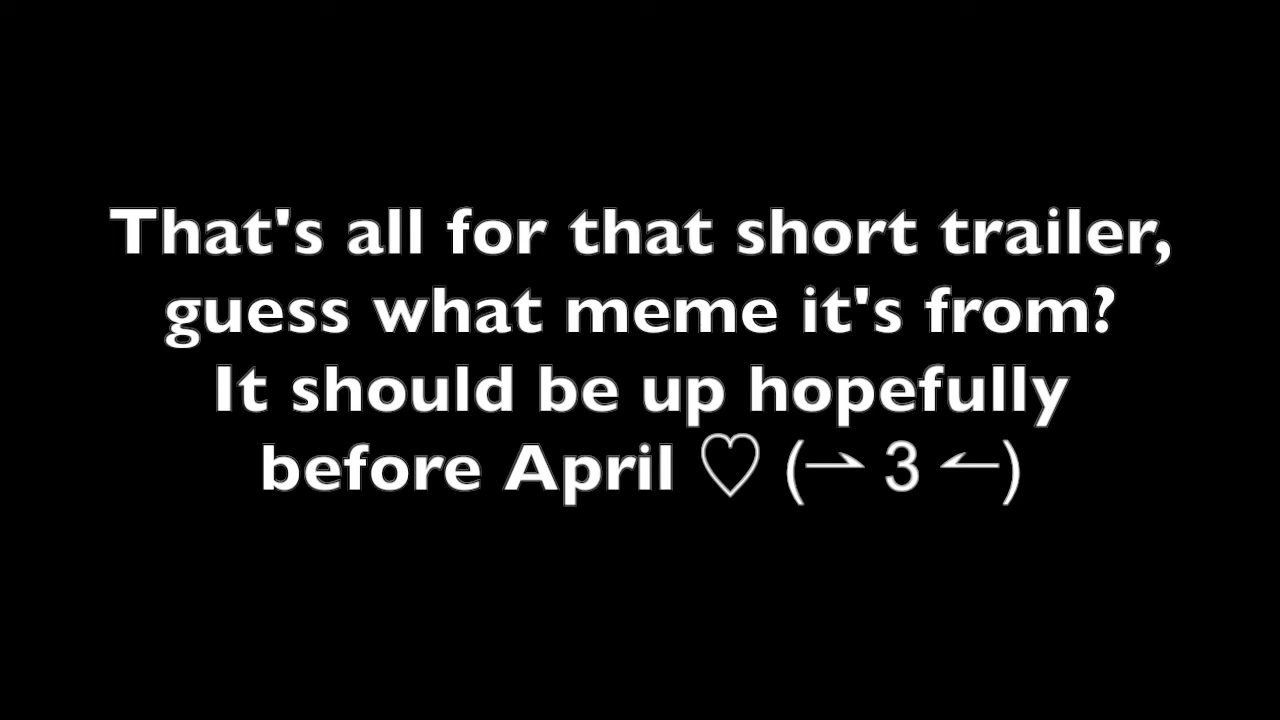 That's all for that short trailer,
guess what meme it's from?
It should be up hopefully
before April ♡ (⇀ 3 ↼)